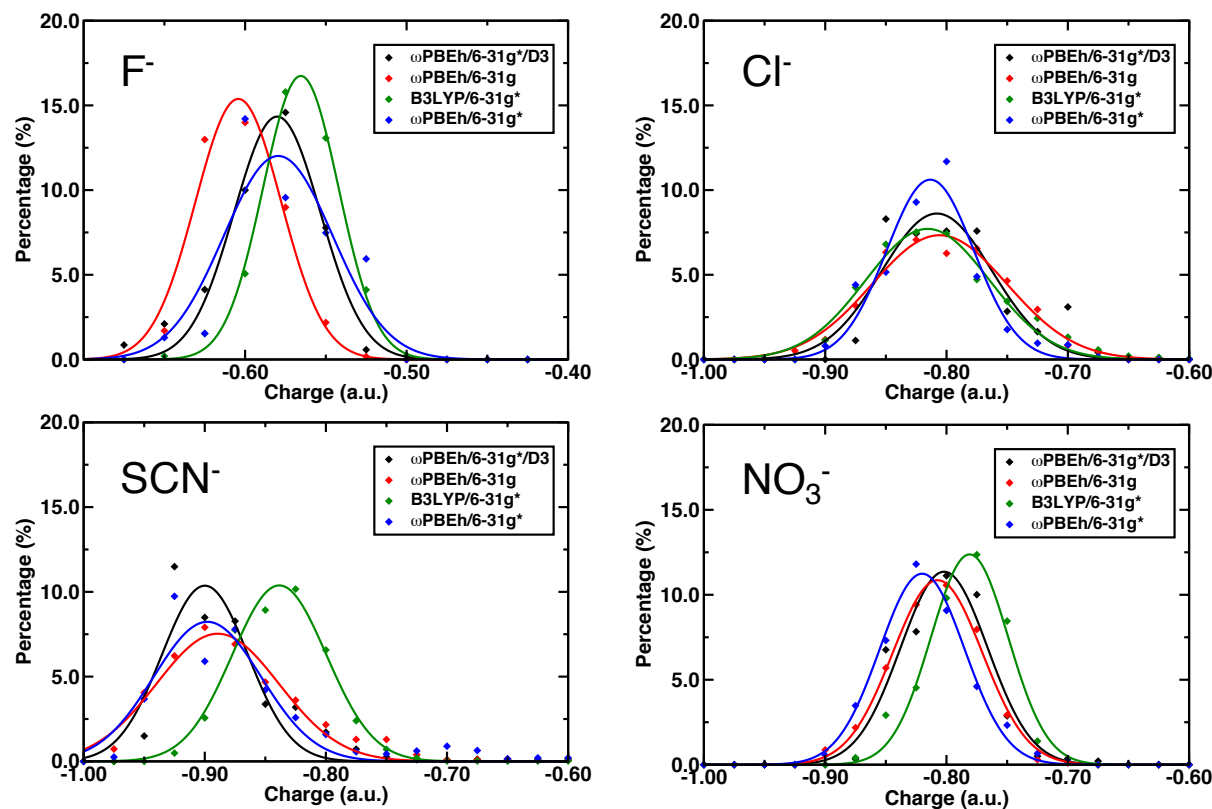 F-
ωPBEh/6-31g*/D3
ωPBEh/6-31g
B3LYP/6-31g*
ωPBEh/6-31g*
Percentage (%)
20.0
15.0
10.0
5.0
0.0
-0.60
-0.50
-0.40
Charge (a.u.)
Cl-
ωPBEh/6-31g*/D3
ωPBEh/6-31g
B3LYP/6-31g*
ωPBEh/6-31g*
Percentage (%)
20.0
15.0
10.0
5.0
0.0
-1.00
-0.90
-0.80
-0.70
-0.60
Charge (a.u.)
SCN-
ωPBEh/6-31g*/D3
ωPBEh/6-31g
B3LYP/6-31g*
ωPBEh/6-31g*
Percentage (%)
20.0
15.0
10.0
5.0
0.0
-1.00
-0.90
-0.80
-0.70
-0.60
Charge (a.u.)
NO3-
ωPBEh/6-31g*/D3
ωPBEh/6-31g
B3LYP/6-31g*
ωPBEh/6-31g*
Percentage (%)
20.0
15.0
10.0
5.0
0.0
-1.00
-0.90
-0.80
-0.70
-0.60
Charge (a.u.)